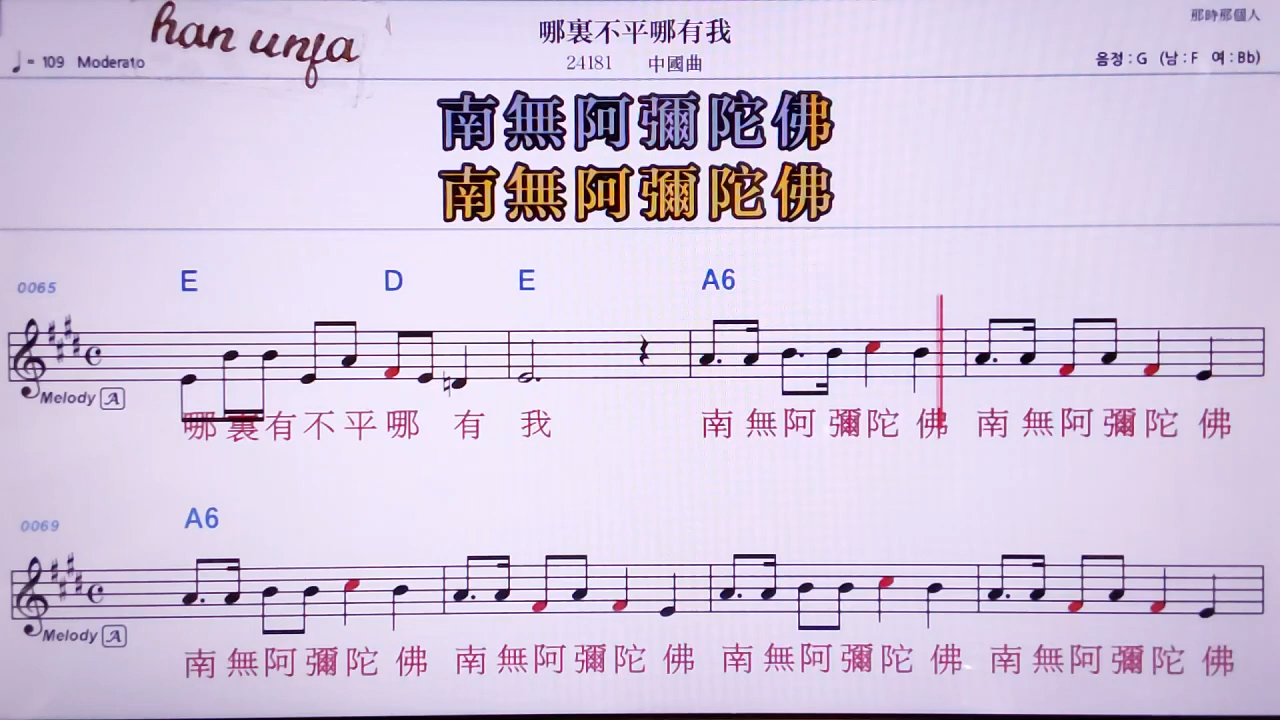 han unfa
哪裏不平哪有我
那時那個人
♩= 109 Moderato
24181 中國曲
음정 : G (남 : F 여 : Bb)
南無阿彌陀佛
南無阿彌陀佛
0065 E D E A6
Melody A
哪裏有不平哪有我 南無阿彌陀佛 南無阿彌陀佛
0069 A6
Melody A
南無阿彌陀佛 南無阿彌陀佛 南無阿彌陀佛 南無阿彌陀佛